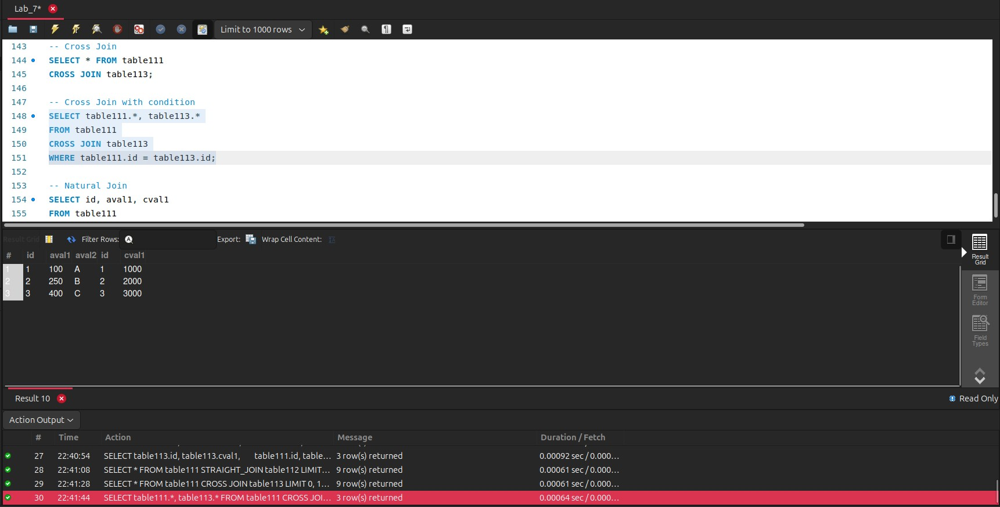 Lab_7*
Limit to 1000 rows
143 -- Cross Join
144 SELECT * FROM table111
145 CROSS JOIN table113;
146
147 -- Cross Join with condition
148 SELECT table111.*, table113.*
149 FROM table111
150 CROSS JOIN table113
151 WHERE table111.id = table113.id;
152
153 -- Natural Join
154 SELECT id, aval1, cval1
155 FROM table111
Result Grid Filter Rows: Export: Wrap Cell Content:
# id aval1 aval2 id cval1
1 1 100 A 1 1000
2 2 250 B 2 2000
3 3 400 C 3 3000
Result
Grid
Form
Editor
Field
Types
Result 10
Read Only
Action Output
# Time Action Message Duration / Fetch
27 22:40:54 SELECT table113.id, table113.cval1, table111.id, table... 3 row(s) returned 0.00092 sec / 0.000...
28 22:41:08 SELECT * FROM table111 STRAIGHT_JOIN table112 LIMIT... 9 row(s) returned 0.00061 sec / 0.000...
29 22:41:28 SELECT * FROM table111 CROSS JOIN table113 LIMIT 0, 1... 9 row(s) returned 0.00061 sec / 0.000...
30 22:41:44 SELECT table111.*, table113.* FROM table111 CROSS JOI... 3 row(s) returned 0.00064 sec / 0.000...